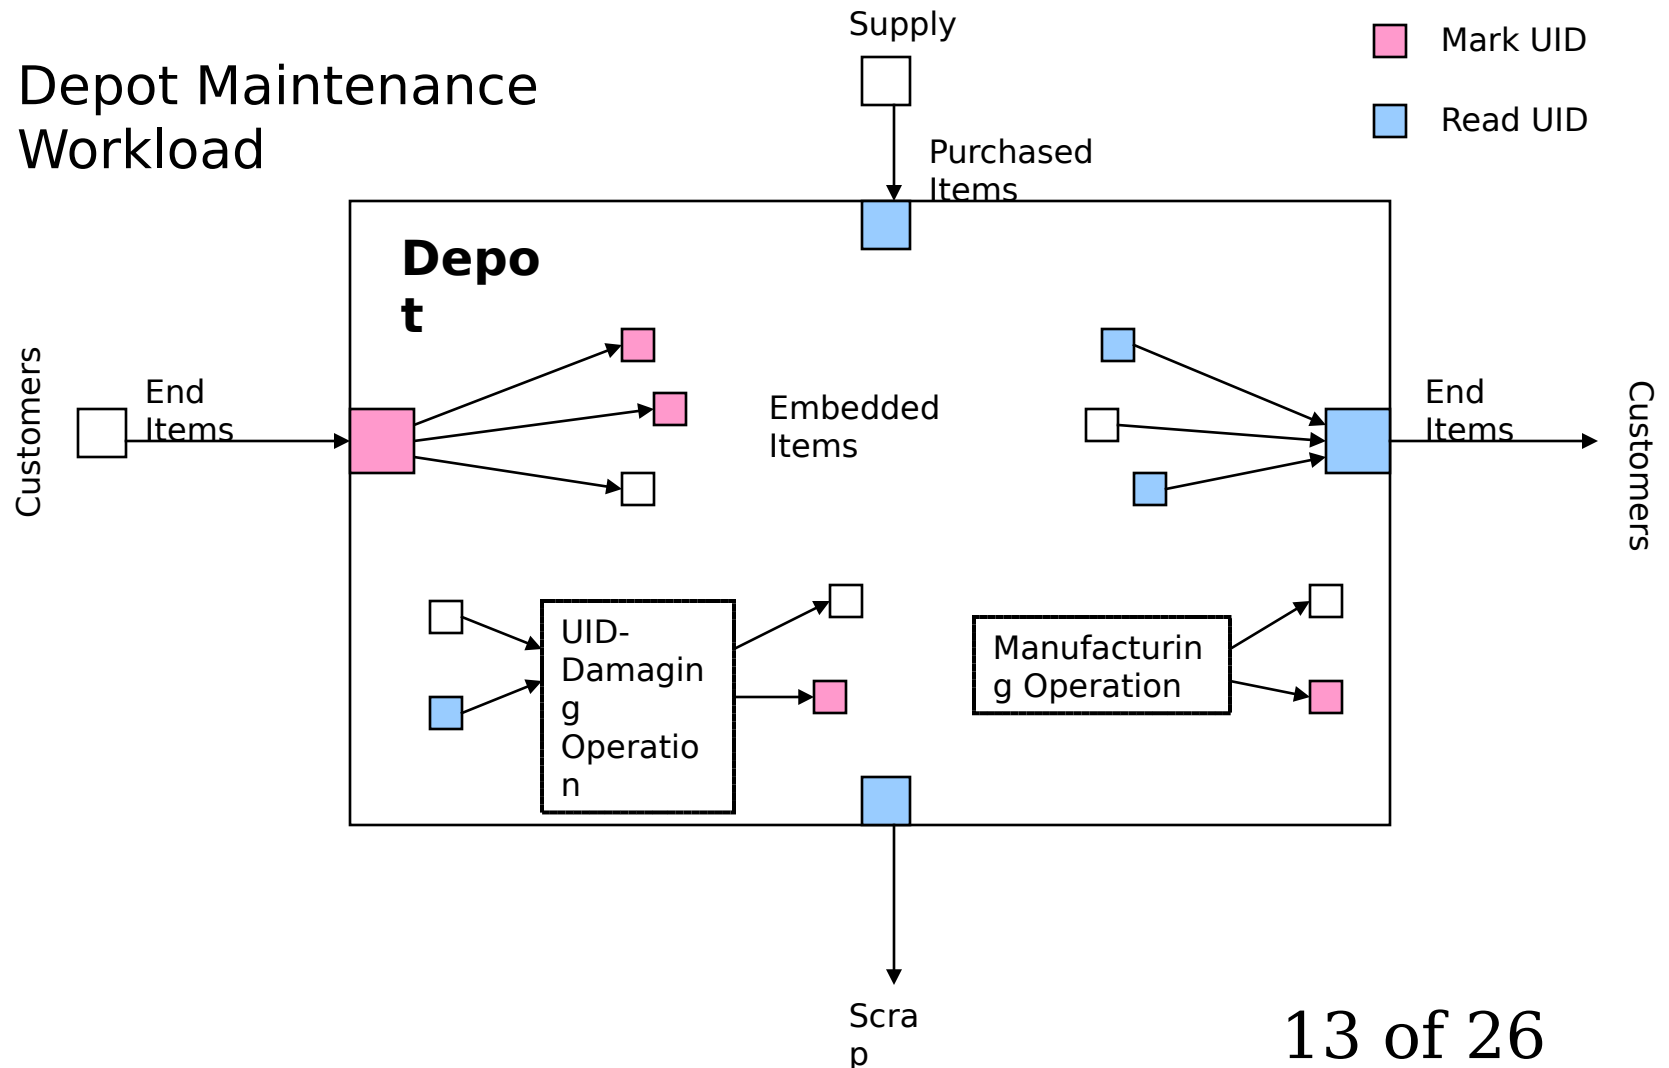 Supply
Mark UID
Depot Maintenance
Workload
Read UID
Purchased
Items
Depo
t
Customers
End
Items
Embedded
Items
End
Items
Customers
UID-
Damagin
g
Operatio
n
Manufacturin
g Operation
Scra
p
13 of 26